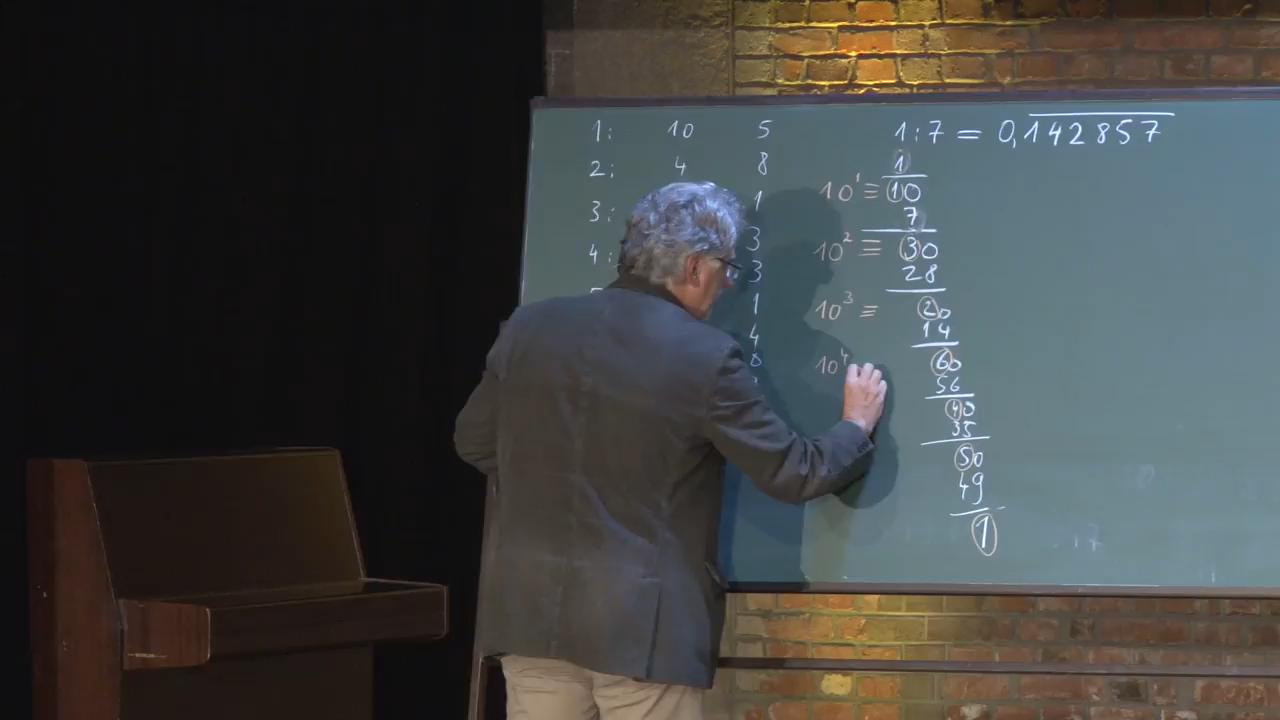 1: 10 5
2: 4 8
3: 1
4: 3
3
1
4
1:7 = 0,142857
1
10¹ ≡ 10
7
10² ≡ 30
28
10³ ≡ 20
14
10⁴ 60
56
40
35
50
49
1